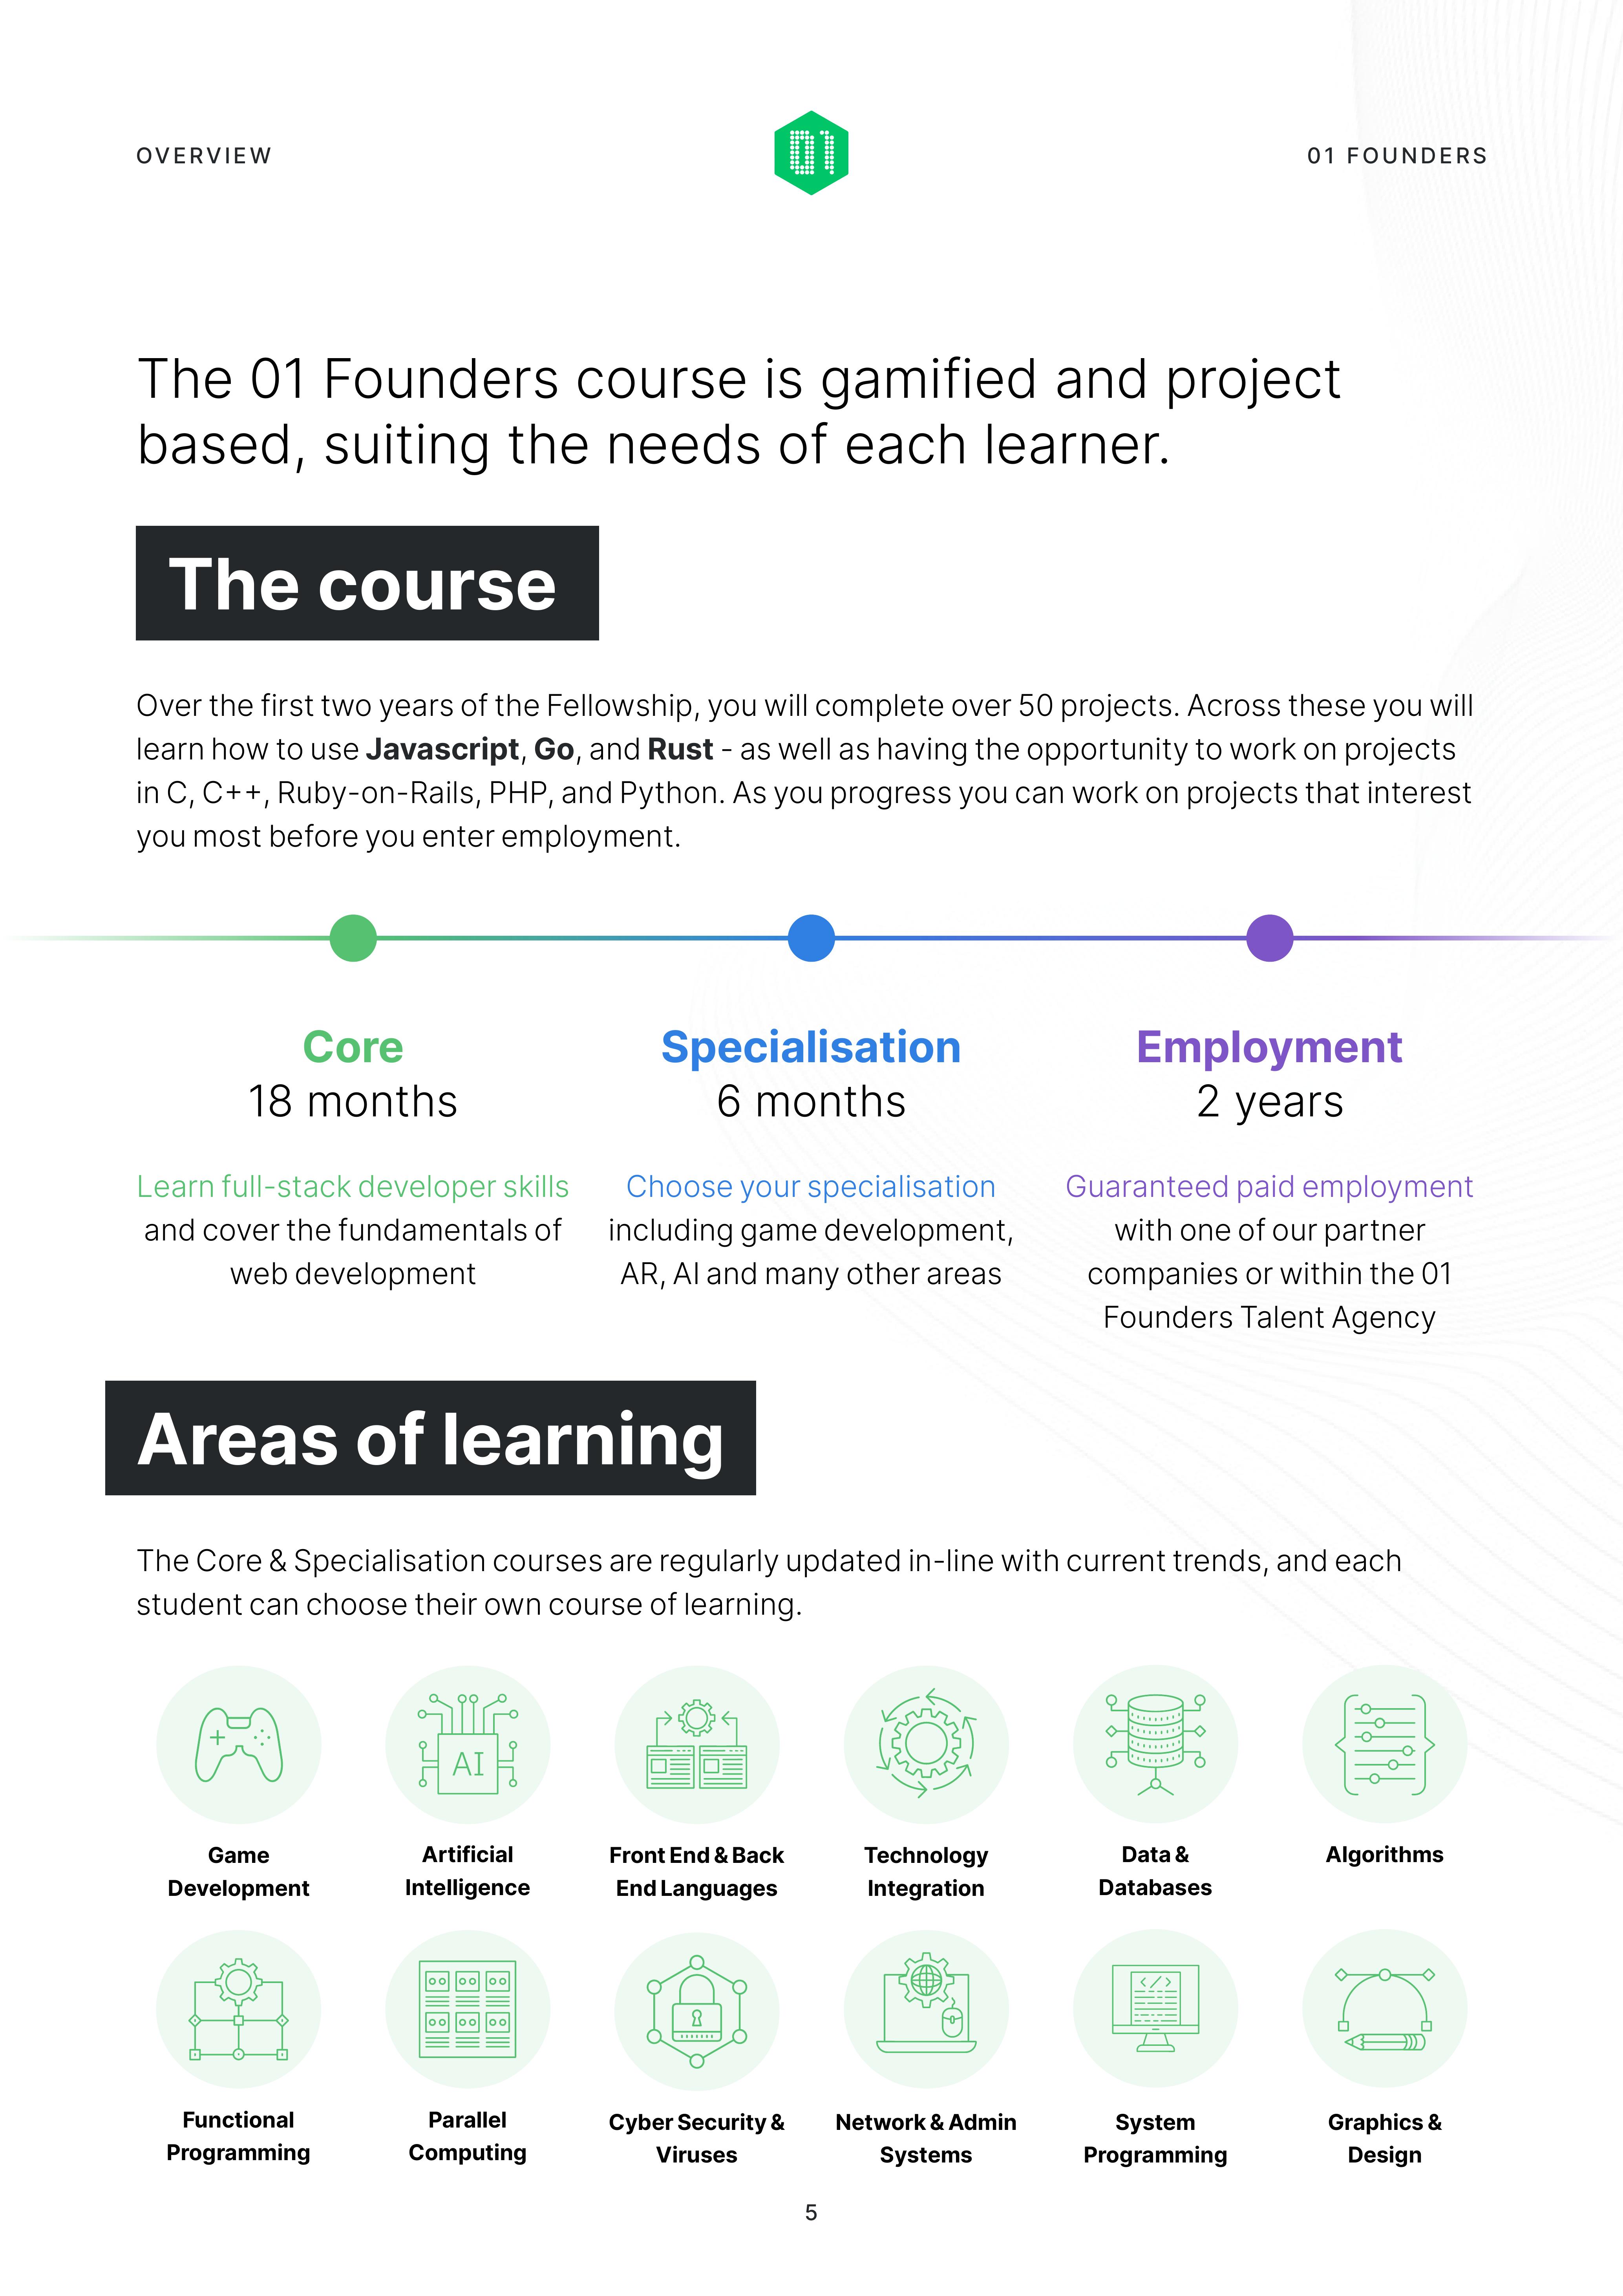 OVERVIEW
01
01 FOUNDERS
The 01 Founders course is gamified and project
based, suiting the needs of each learner.
The course
Over the first two years of the Fellowship, you will complete over 50 projects. Across these you will
learn how to use Javascript, Go, and Rust - as well as having the opportunity to work on projects
in C, C++, Ruby-on-Rails, PHP, and Python. As you progress you can work on projects that interest
you most before you enter employment.
Core
18 months
Learn full-stack developer skills
and cover the fundamentals of
web development
Specialisation
6 months
Choose your specialisation
including game development,
AR, AI and many other areas
Employment
2 years
Guaranteed paid employment
with one of our partner
companies or within the 01
Founders Talent Agency
Areas of learning
The Core & Specialisation courses are regularly updated in-line with current trends, and each
student can choose their own course of learning.
Game
Development
AI
Artificial
Intelligence
Front End & Back
End Languages
Technology
Integration
Data &
Databases
Algorithms
Functional
Programming
Parallel
Computing
Cyber Security &
Viruses
Network & Admin
Systems
</>
System
Programming
Graphics &
Design
5